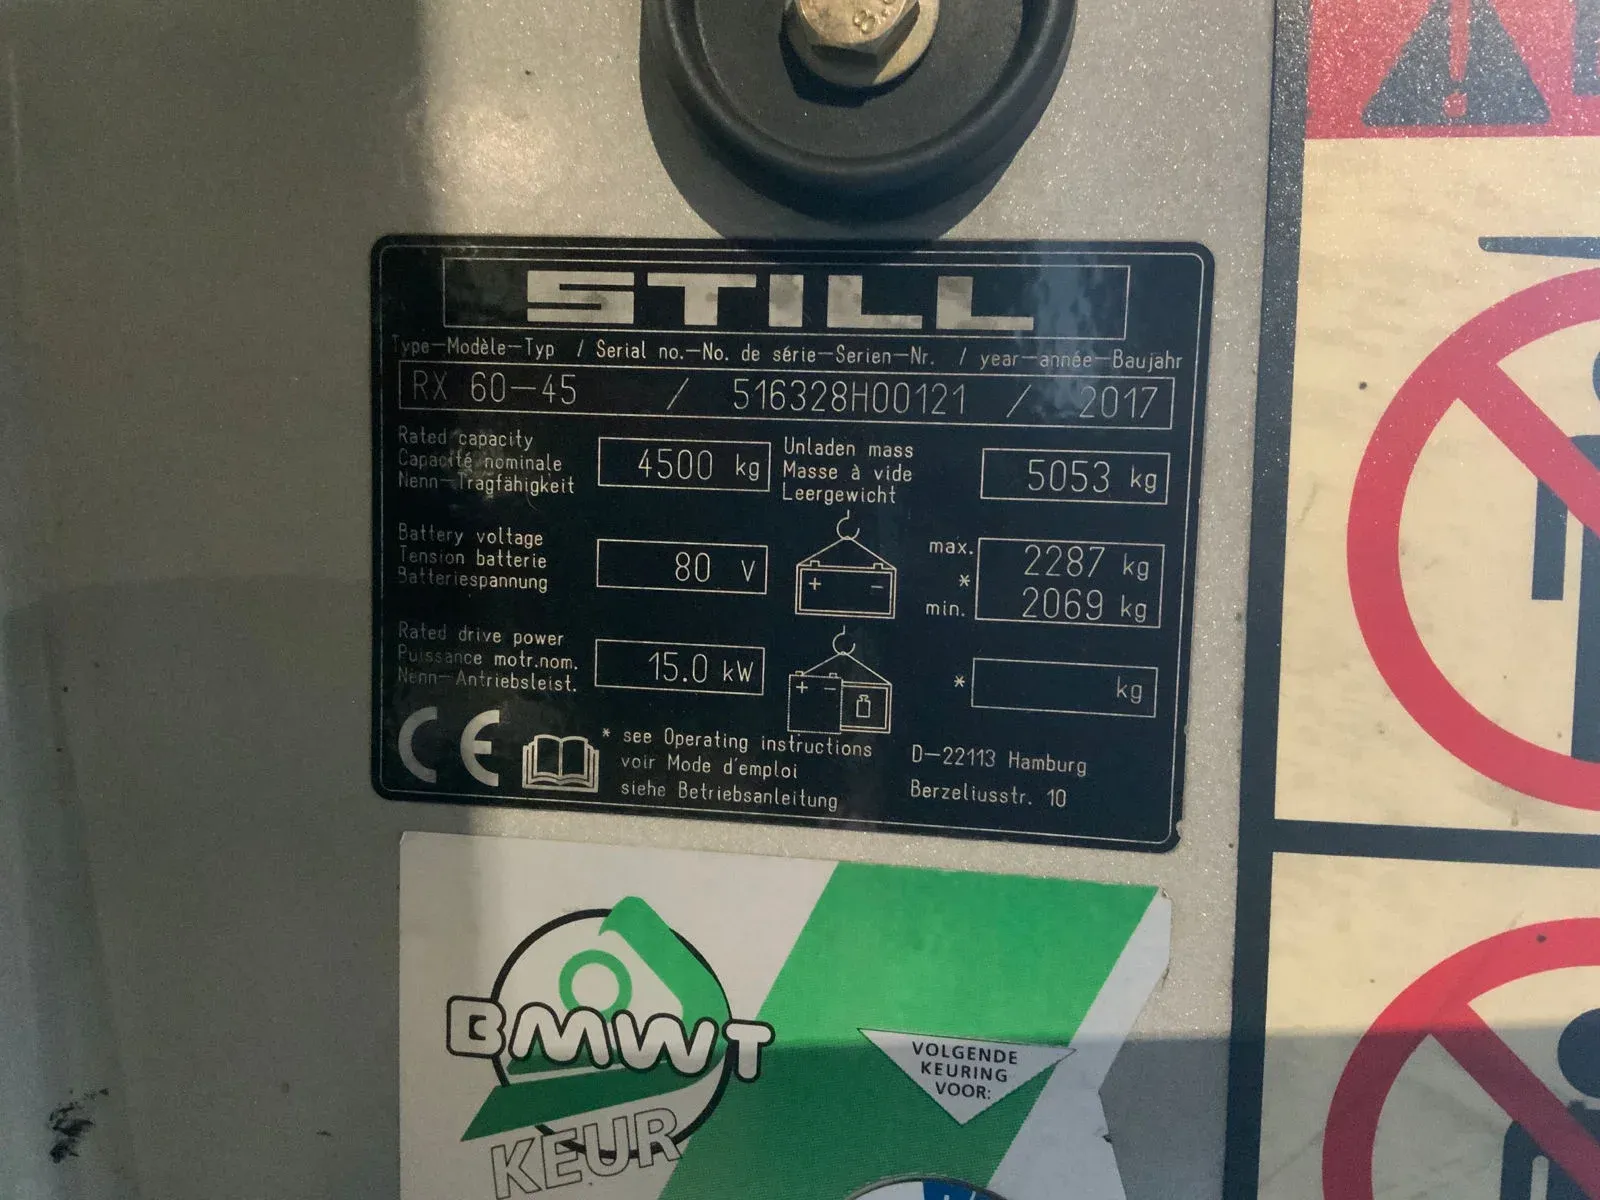 8.
STILL
Type—Modèle—Typ / Serial no.—No. de série—Serien—Nr. / year—année—Baujahr
RX 60—45 / 516328H00121 / 2017
Rated capacity
Capacité nominale
Nenn—Tragfähigkeit
4500 kg
Unladen mass
Masse à vide
Leergewicht
5053 kg
Battery voltage
Tension batterie
Batteriespannung
80 V
+ −
max. 2287 kg
*
min. 2069 kg
Rated drive power
Puissance motr.nom.
Nenn—Antriebsleist.
15.0 kW
+ −
* kg
CE
* see Operating instructions
voir Mode d'emploi
siehe Betriebsanleitung
D—22113 Hamburg
Berzeliusstr. 10
BMWT
KEUR
VOLGENDE
KEURING
VOOR: